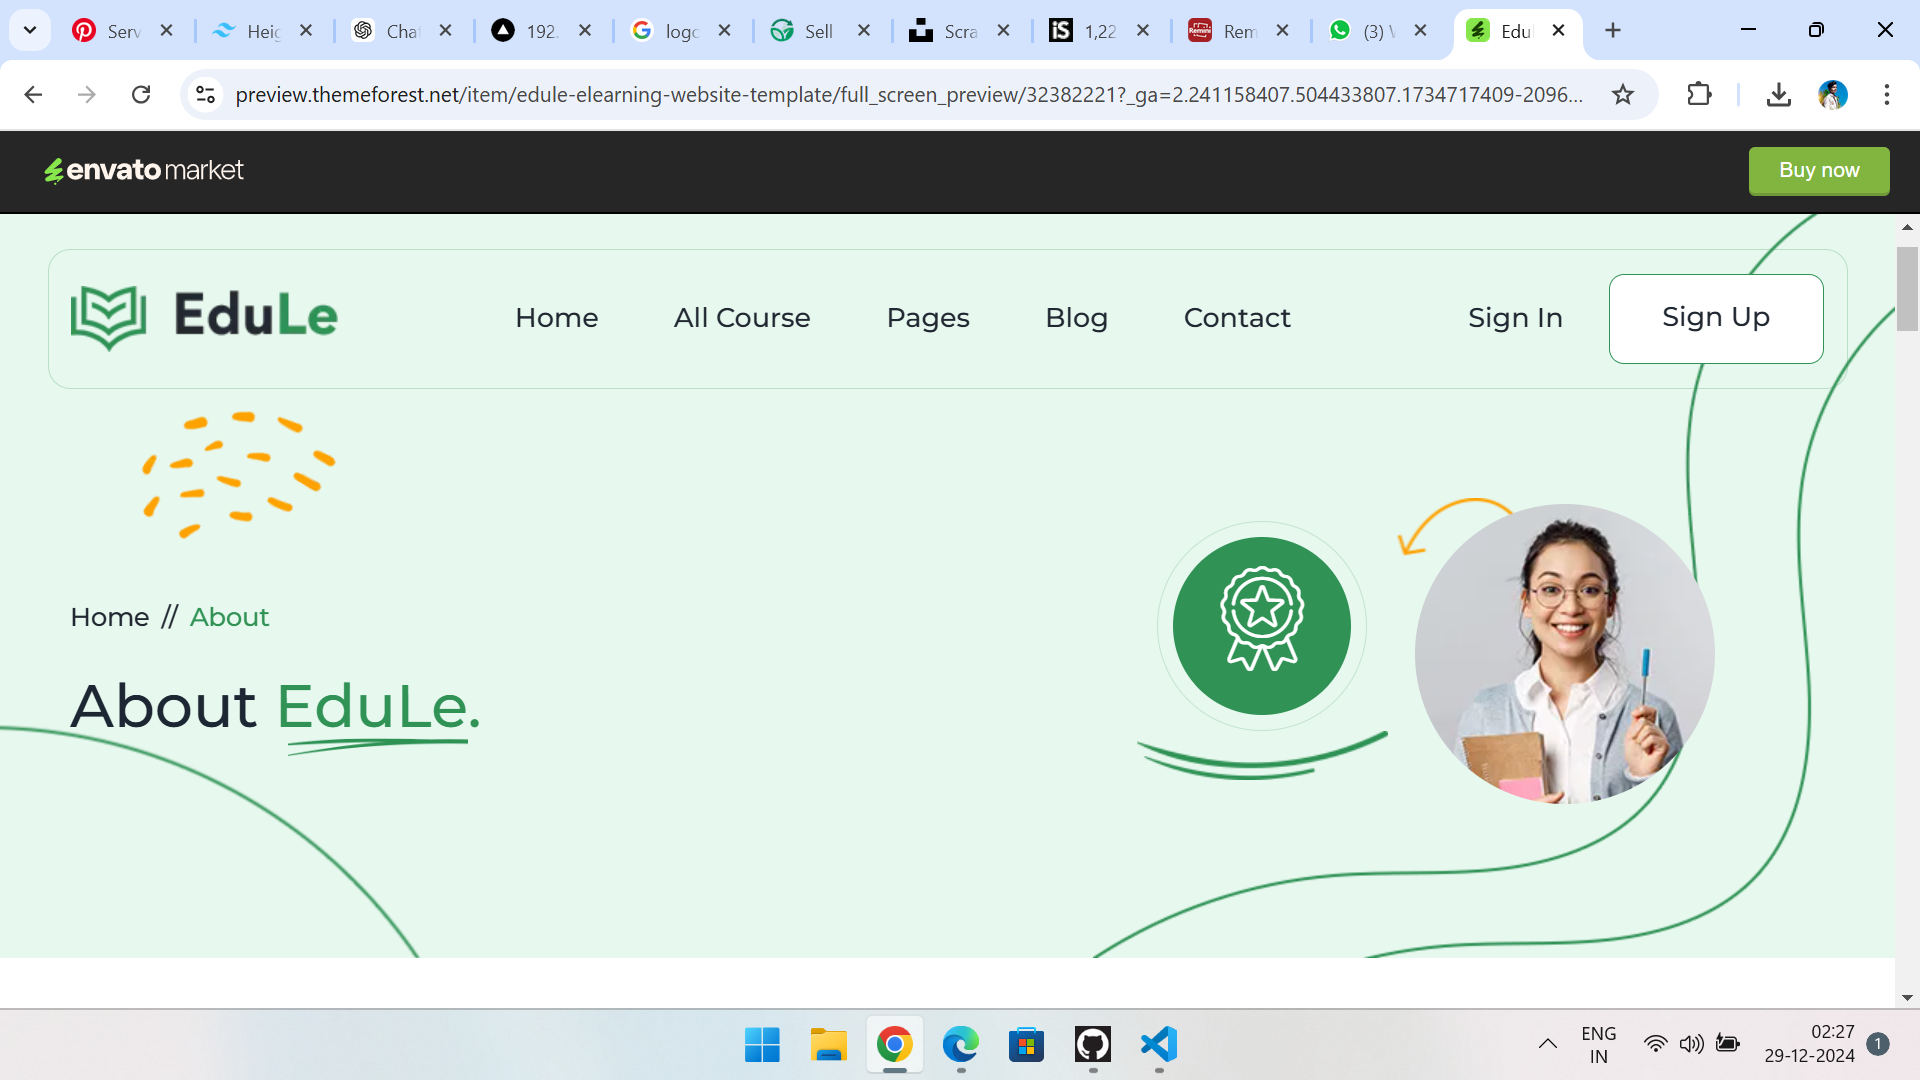 Serv
Heig
Chat
192.
logo
Sell
Scra
1,22
Rem
(3) W
Edul
preview.themeforest.net/item/edule-elearning-website-template/full_screen_preview/32382221?_ga=2.241158407.504433807.1734717409-2096...
envato market
Buy now
EduLe
Home
All Course
Pages
Blog
Contact
Sign In
Sign Up
Home // About
About EduLe.
ENG
IN
02:27
29-12-2024
1